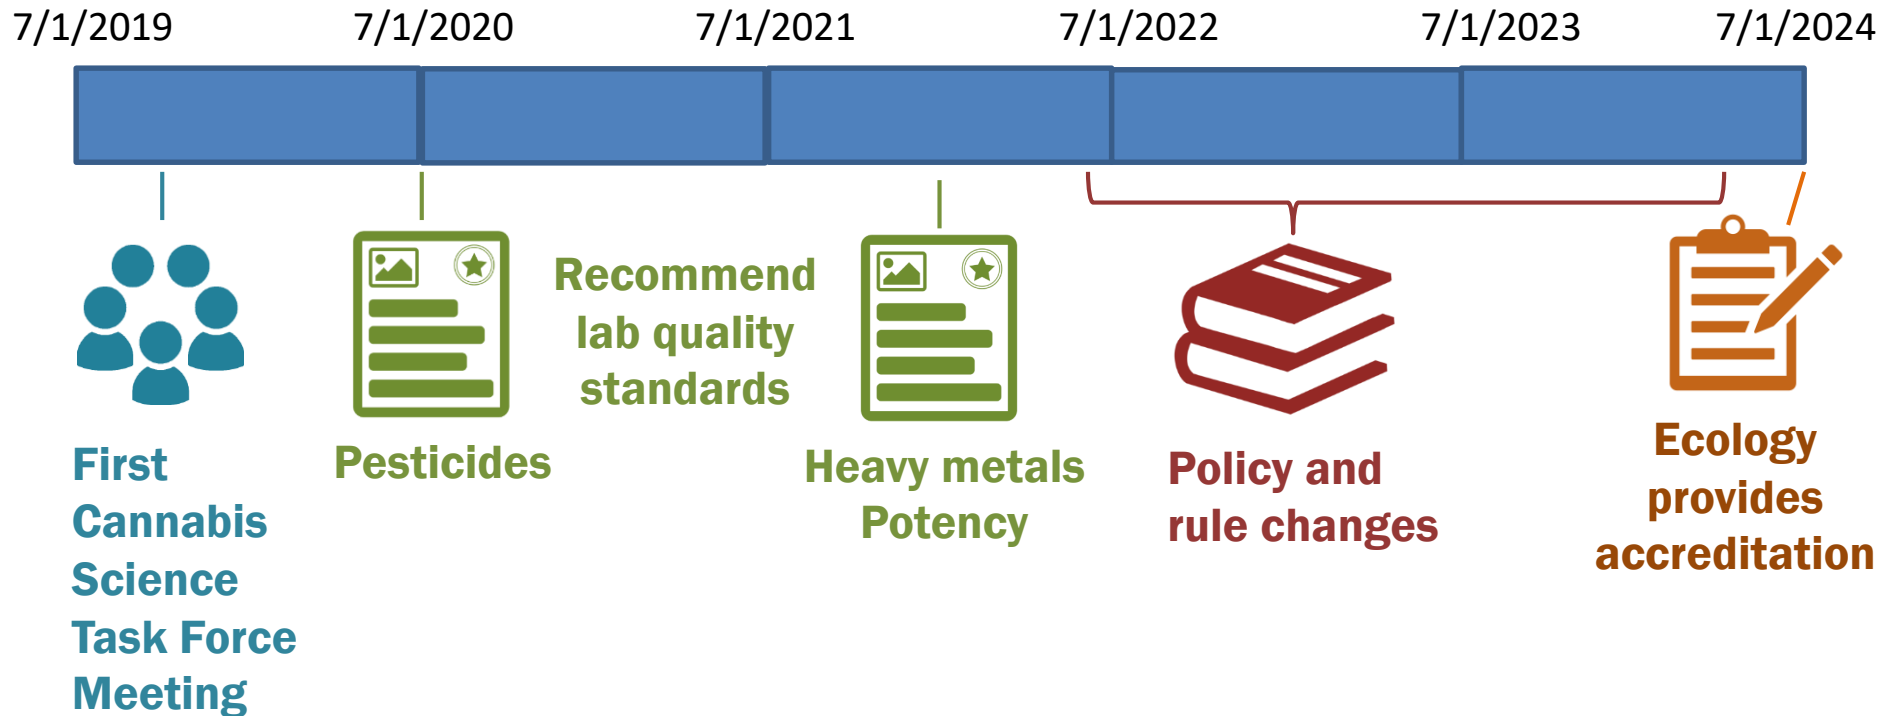 7/1/2019 7/1/2020 7/1/2021 7/1/2022 7/1/2023 7/1/2024
First
Cannabis
Science
Task Force
Meeting
Pesticides
Recommend
lab quality
standards
Heavy metals
Potency
Policy and
rule changes
Ecology
provides
accreditation